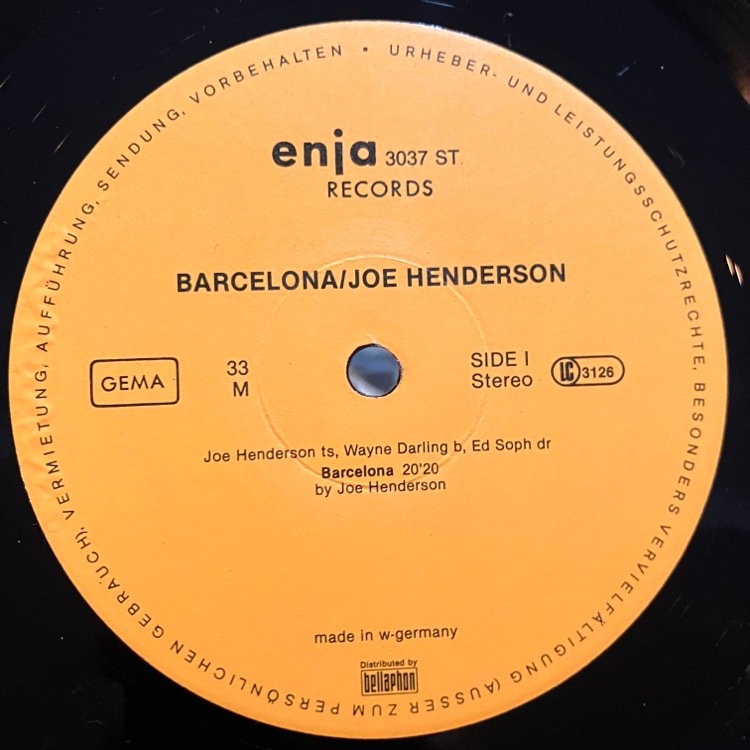 URHEBER- UND LEISTUNGSSCHUTZRECHTE, BESONDERS VERVIELFÄLTIGUNG (AUSSER ZUM PERSÖNLICHEN GEBRAUCH), VERMIETUNG, AUFFÜHRUNG, SENDUNG, VORBEHALTEN •
enja 3037 ST
RECORDS
BARCELONA/JOE HENDERSON
GEMA
33
M
SIDE I
Stereo
LC 3126
Joe Henderson ts, Wayne Darling b, Ed Soph dr
Barcelona 20'20
by Joe Henderson
made in w-germany
Distributed by
bellaphon